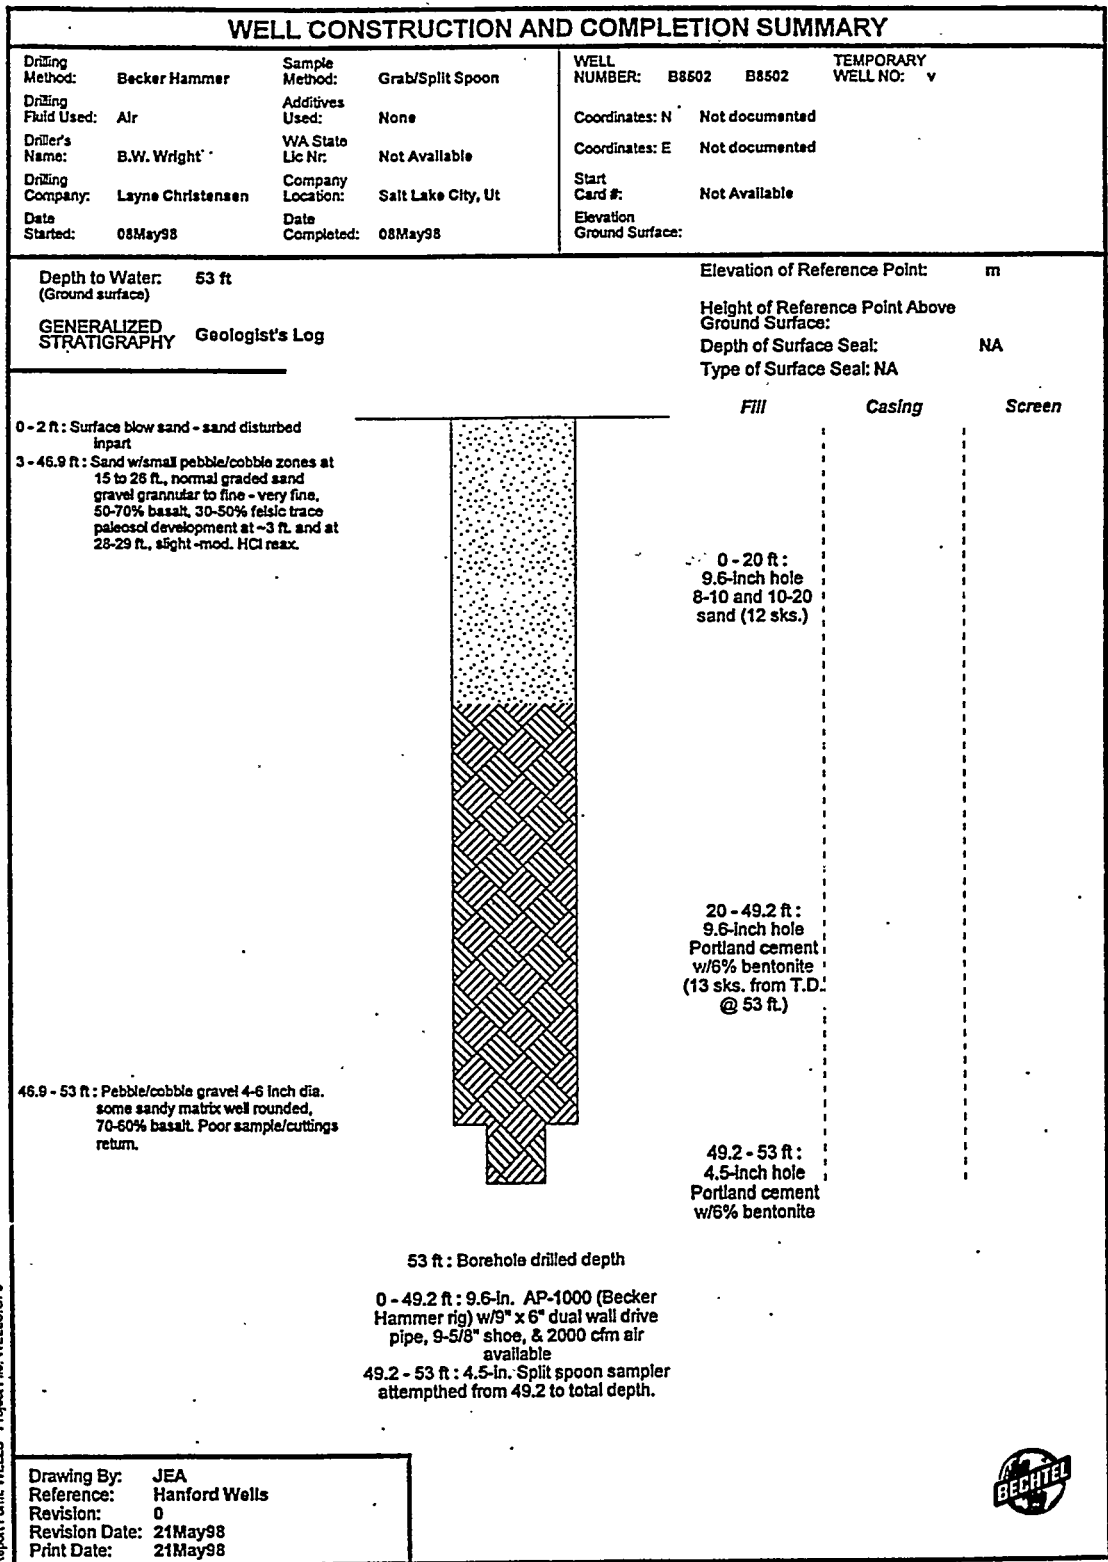 WELL CONSTRUCTION AND COMPLETION SUMMARY
Drilling Method: Becker Hammer
Sample Method: Grab/Split Spoon
Drilling Fluid Used: Air
Additives Used: None
Driller's Name: B.W. Wright
WA State Lic Nr: Not Available
Drilling Company: Layne Christensen
Company Location: Salt Lake City, Ut
Date Started: 08May98
Date Completed: 08May98
WELL NUMBER: B8502 B8502
TEMPORARY WELL NO: v
Coordinates: N Not documented
Coordinates: E Not documented
Start Card #: Not Available
Elevation Ground Surface:
Depth to Water: 53 ft
(Ground surface)
GENERALIZED STRATIGRAPHY Geologist's Log
Elevation of Reference Point: m
Height of Reference Point Above
Ground Surface:
Depth of Surface Seal: NA
Type of Surface Seal: NA
Fill Casing Screen
0 - 2 ft : Surface blow sand - sand disturbed
inpart
3 - 46.9 ft : Sand w/small pebble/cobble zones at
15 to 26 ft., normal graded sand
gravel grannular to fine - very fine,
50-70% basalt, 30-50% felsic trace
paleosol development at ~3 ft. and at
28-29 ft., slight -mod. HCl reax.
0 - 20 ft :
9.6-inch hole
8-10 and 10-20
sand (12 sks.)
20 - 49.2 ft :
9.6-inch hole
Portland cement
w/6% bentonite
(13 sks. from T.D.
@ 53 ft.)
46.9 - 53 ft : Pebble/cobble gravel 4-6 inch dia.
some sandy matrix well rounded,
70-60% basalt. Poor sample/cuttings
return.
49.2 - 53 ft :
4.5-inch hole
Portland cement
w/6% bentonite
53 ft : Borehole drilled depth
0 - 49.2 ft : 9.6-in. AP-1000 (Becker
Hammer rig) w/9" x 6" dual wall drive
pipe, 9-5/8" shoe, & 2000 cfm air
available
49.2 - 53 ft : 4.5-in. Split spoon sampler
attempthed from 49.2 to total depth.
Drawing By: JEA
Reference: Hanford Wells
Revision: 0
Revision Date: 21May98
Print Date: 21May98
BECHTEL